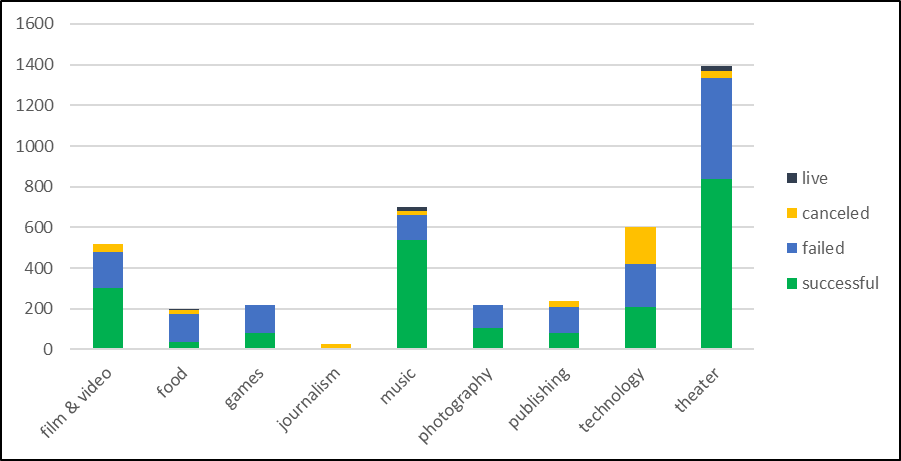 1600
1400
1200
1000
800
600
400
200
0
film & video
food
games
journalism
music
photography
publishing
technology
theater
live
canceled
failed
successful